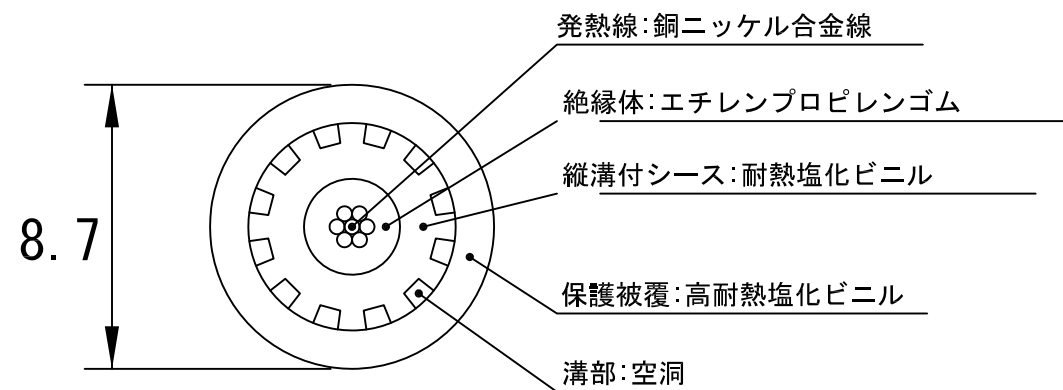 発熱線:銅ニッケル合金線
絶縁体:エチレンプロピレンゴム
縦溝付シース:耐熱塩化ビニル
8.7
保護被覆:高耐熱塩化ビニル
溝部:空洞